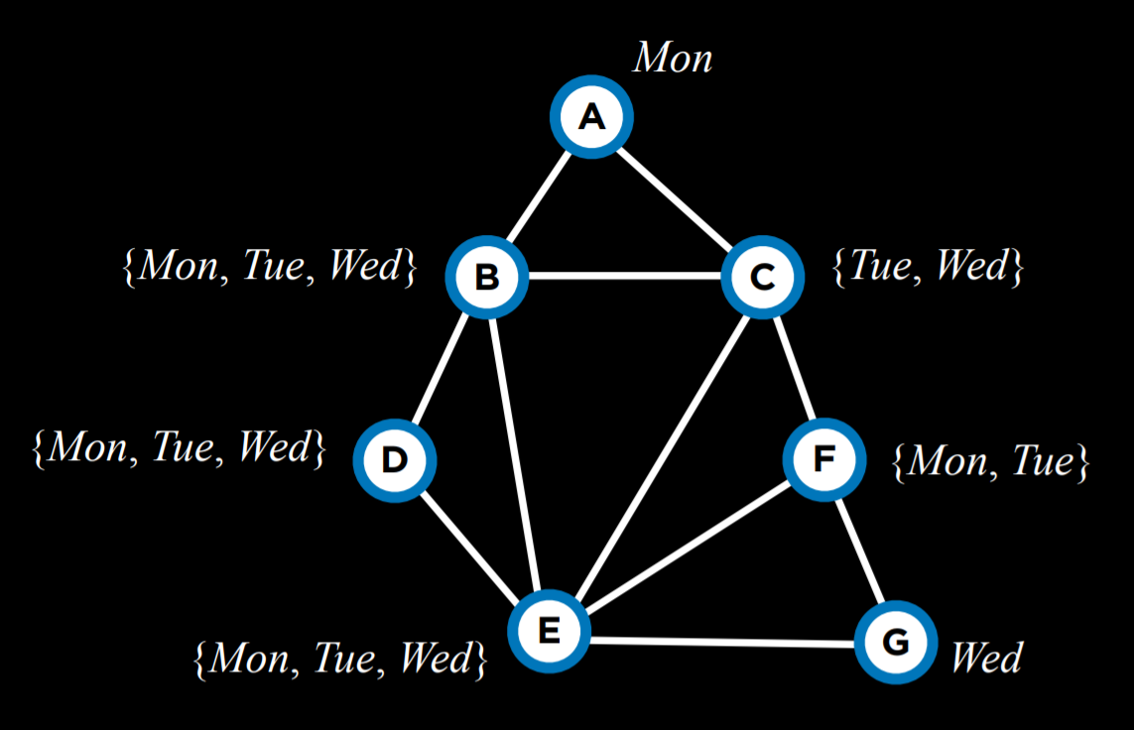 Mon
A
{Mon, Tue, Wed}
B
C
{Tue, Wed}
{Mon, Tue, Wed}
D
F
{Mon, Tue}
{Mon, Tue, Wed}
E
G
Wed